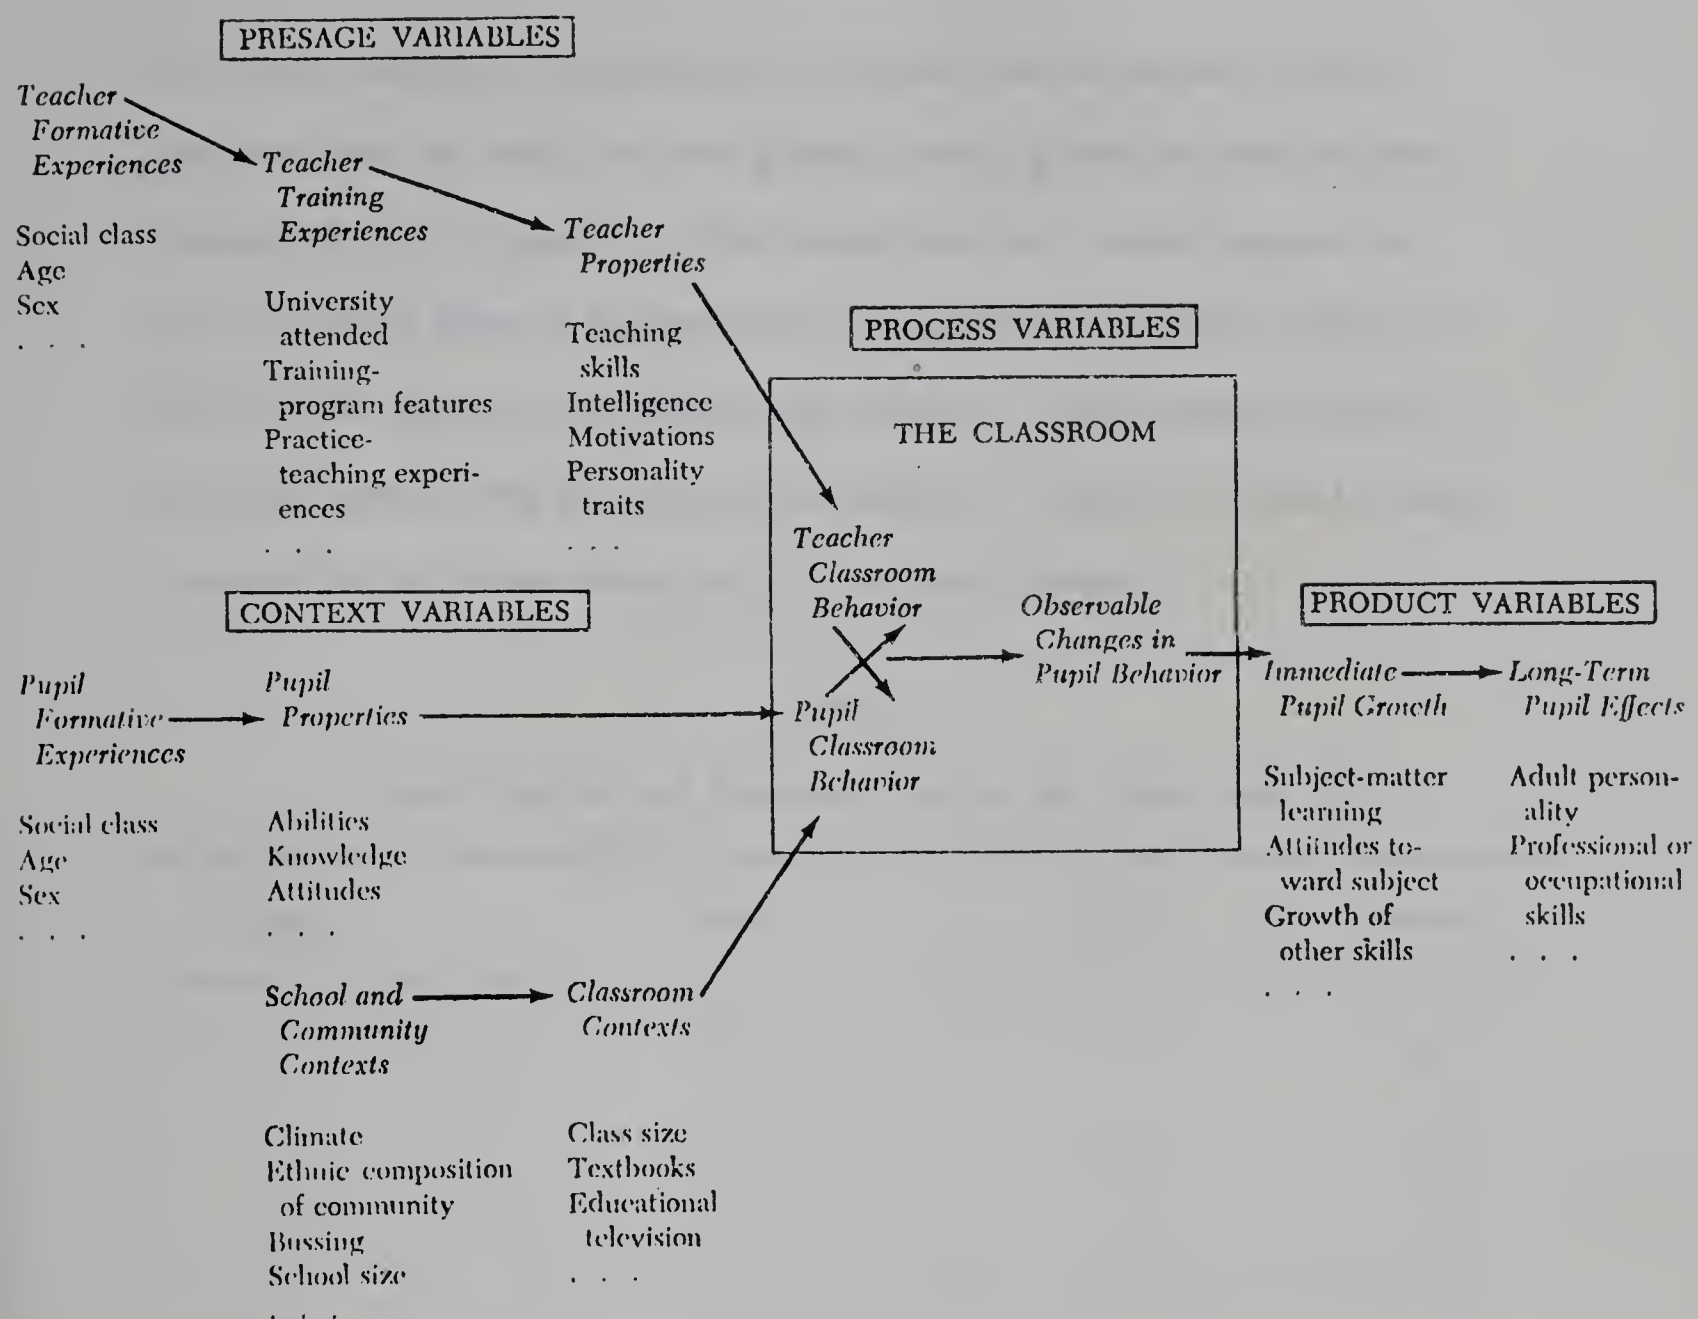 PRESAGE VARIABLES
Teacher
Formative
Experiences
Social class
Age
Sex
. . .
Teacher
Training
Experiences
University
attended
Training-
program features
Practice-
teaching experi-
ences
. . .
Teacher
Properties
Teaching
skills
Intelligence
Motivations
Personality
traits
. . .
PROCESS VARIABLES
THE CLASSROOM
Teacher
Classroom
Behavior
Pupil
Classroom
Behavior
Observable
Changes in
Pupil Behavior
CONTEXT VARIABLES
Pupil
Formative
Experiences
Social class
Age
Sex
. . .
Pupil
Properties
Abilities
Knowledge
Attitudes
. . .
School and
Community
Contexts
Climate
Ethnic composition
of community
Bussing
School size
. . .
Classroom
Contexts
Class size
Textbooks
Educational
television
. . .
PRODUCT VARIABLES
Immediate
Pupil Growth
Subject-matter
learning
Attitudes to-
ward subject
Growth of
other skills
. . .
Long-Term
Pupil Effects
Adult person-
ality
Professional or
occupational
skills
. . .